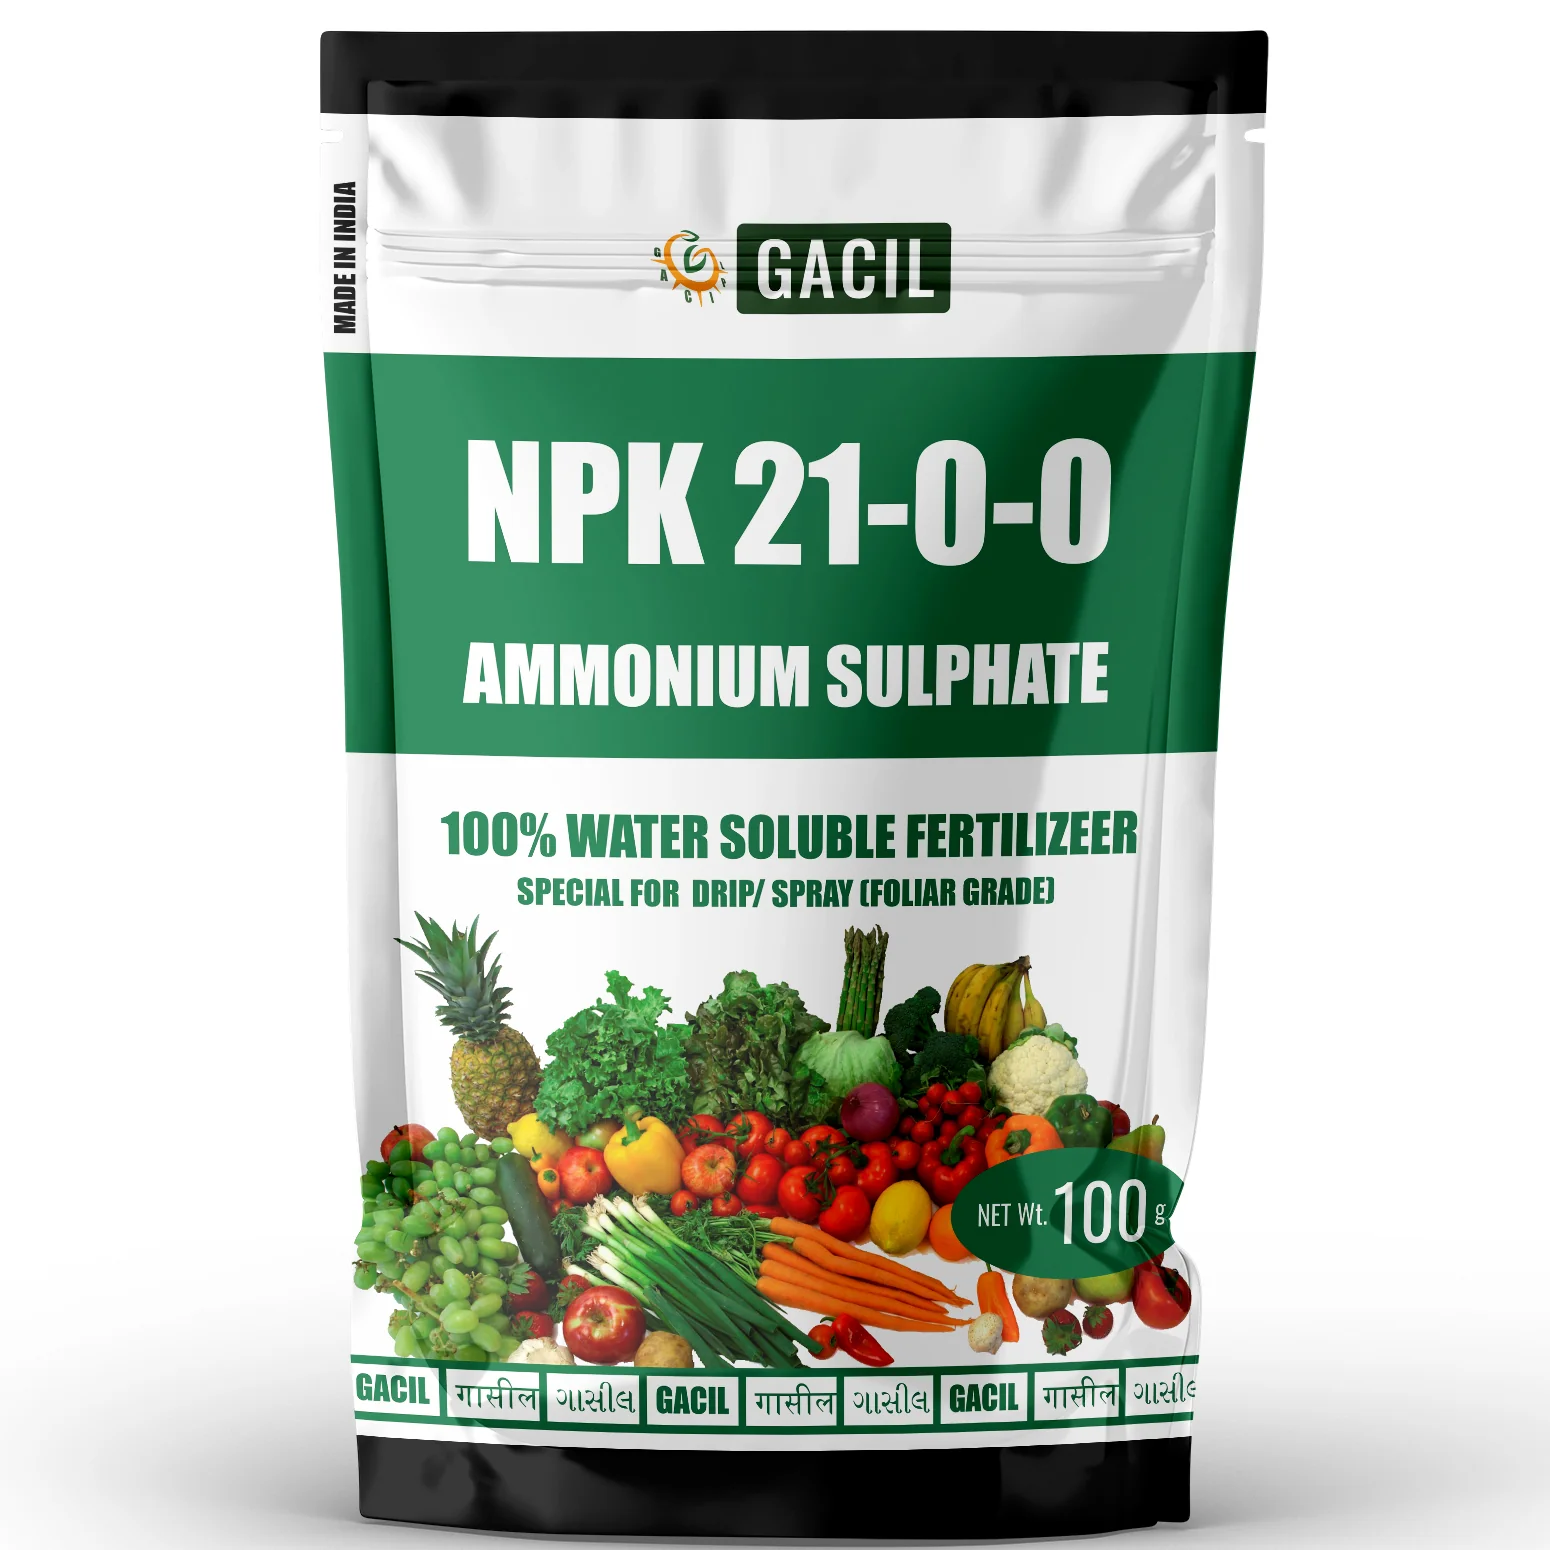 MADE IN INDIA
GACIL
GACIL
NPK 21-0-0
AMMONIUM SULPHATE
100% WATER SOLUBLE FERTILIZEER
SPECIAL FOR DRIP/ SPRAY (FOLIAR GRADE)
NET Wt. 100 g
GACIL गासील ગાસીલ GACIL गासील ગાસીલ GACIL गासील ગાસીલ